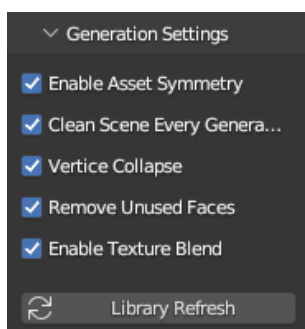 Generation Settings
Enable Asset Symmetry
Clean Scene Every Genera...
Vertice Collapse
Remove Unused Faces
Enable Texture Blend
Library Refresh